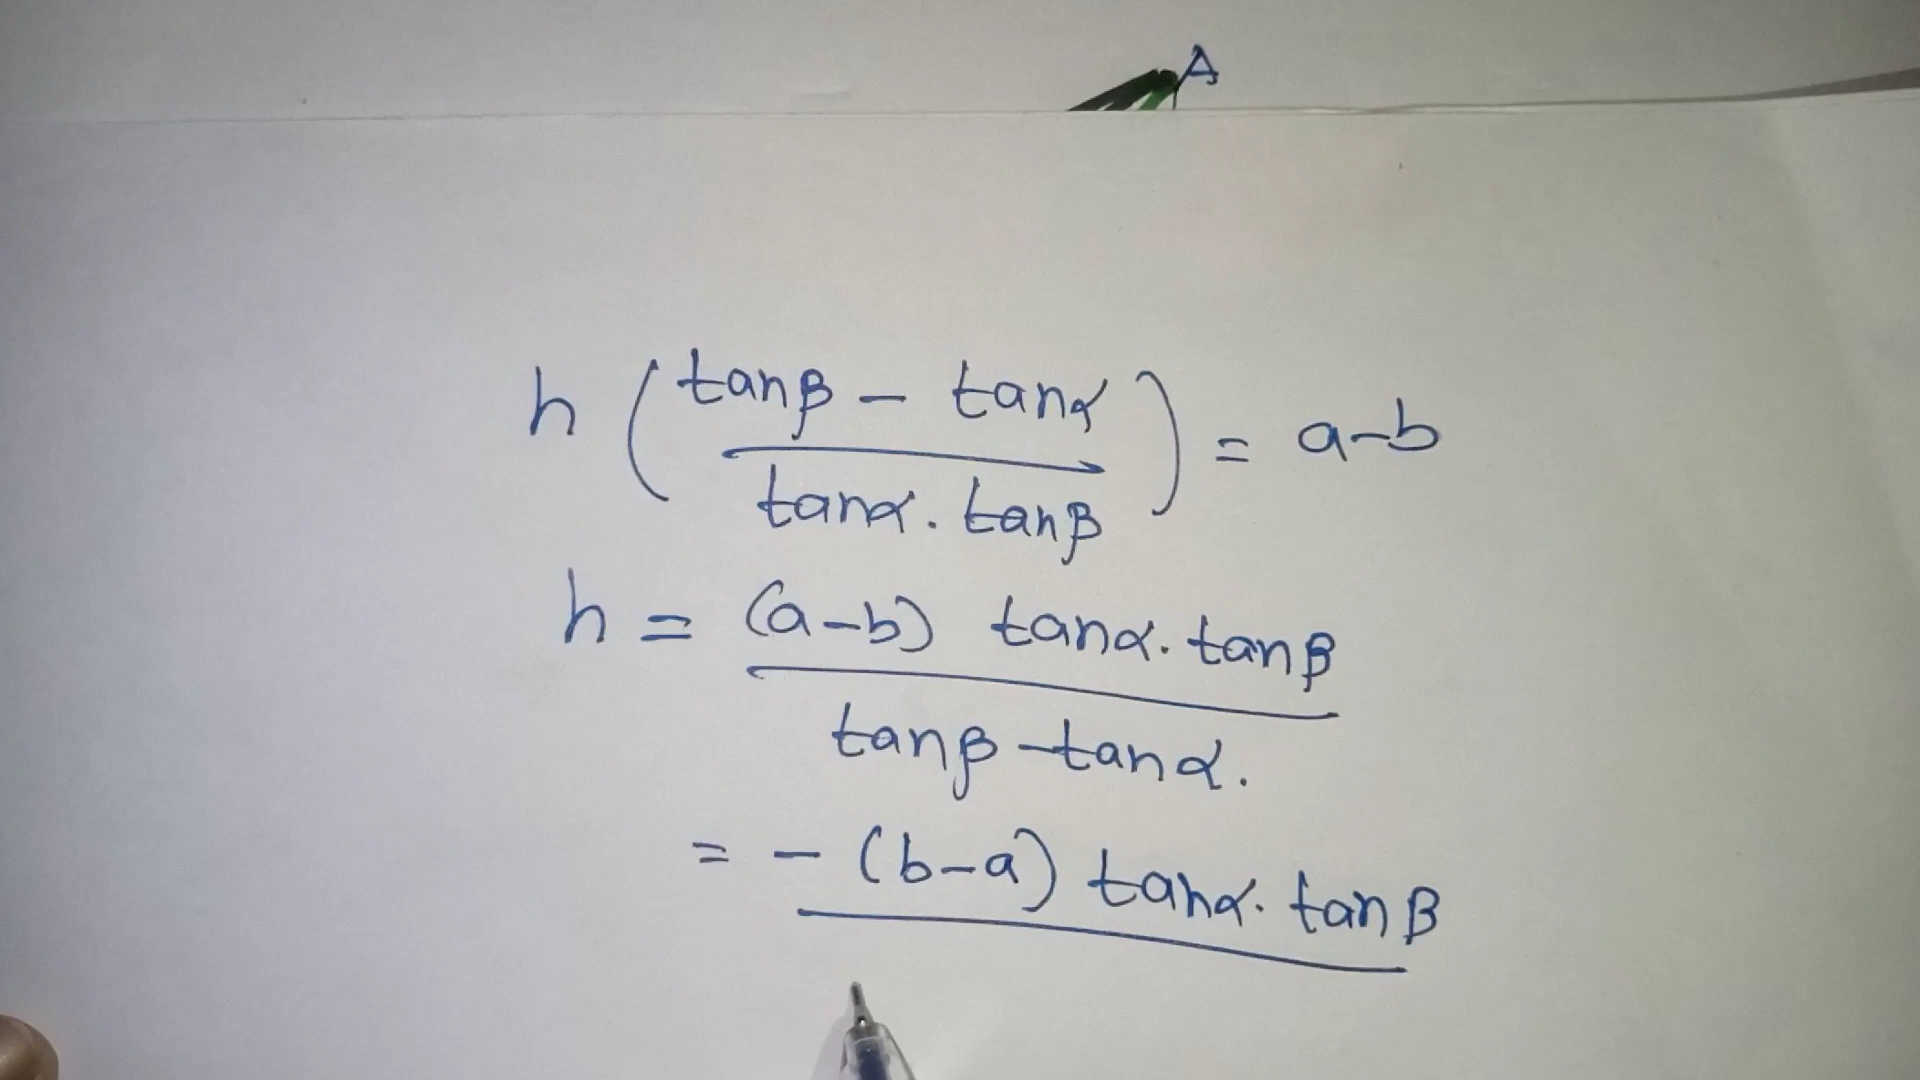 A
h ( tanβ - tanα / tanα . tanβ ) = a-b
h = (a-b) tanα . tanβ / tanβ - tanα .
= - (b-a) tanα . tanβ